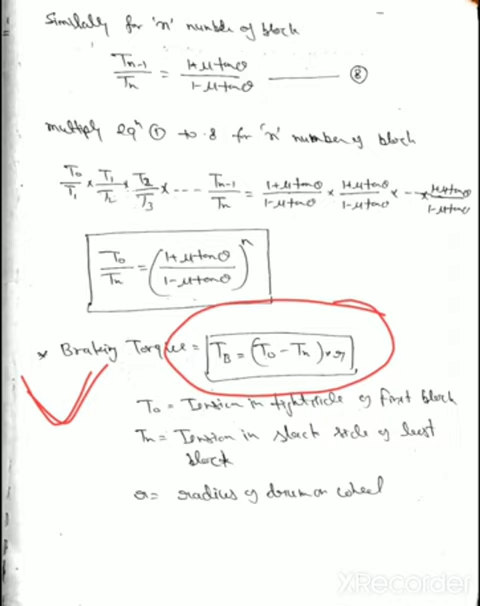 Similarly for 'n' number of block
Tn-1/Tn = 1+μtanθ/1-μtanθ ——— ⑧
multiply eqⁿ ① to 8 for 'n' number of block
T0/T1 × T1/T2 × T2/T3 × --- Tn-1/Tn = 1+μtanθ/1-μtanθ × 1+μtanθ/1-μtanθ × --- × 1+μtanθ/1-μtanθ
T0/Tn = (1+μtanθ/1-μtanθ)ⁿ
* Braking Torque = TB = (T0 - Tn) × r
T0 = Tension in tight side of first block
Tn = Tension in slack side of last
block
r = radius of drum or wheel
XRecorder